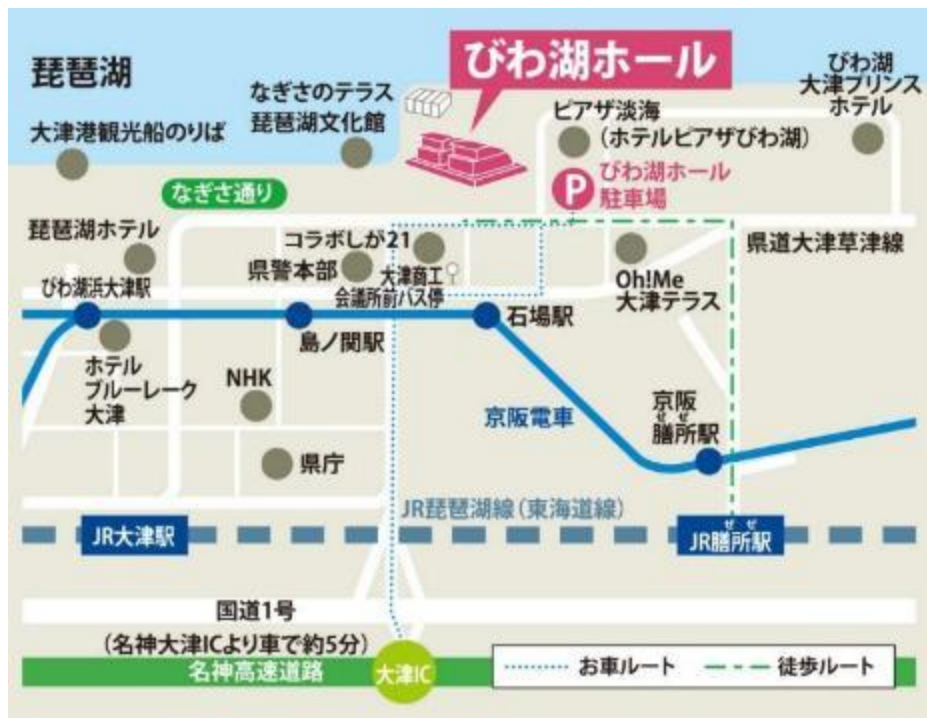 びわ湖ホール
琵琶湖
なぎさのテラス
琵琶湖文化館
大津港観光船のりば
ピアザ淡海
(ホテルピアザびわ湖)
びわ湖
大津プリンス
ホテル
P
びわ湖ホール
駐車場
なぎさ通り
琵琶湖ホテル
コラボしが21
県警本部
大津商工
会議所前バス停
Oh!Me
大津テラス
県道大津草津線
びわ湖浜大津駅
島ノ関駅
石場駅
ホテル
ブルーレーク
大津
NHK
京阪電車
京阪
ぜぜ
膳所駅
県庁
JR琵琶湖線(東海道線)
JR大津駅
ぜぜ
JR膳所駅
国道1号
(名神大津ICより車で約5分)
名神高速道路
大津IC
お車ルート
徒歩ルート